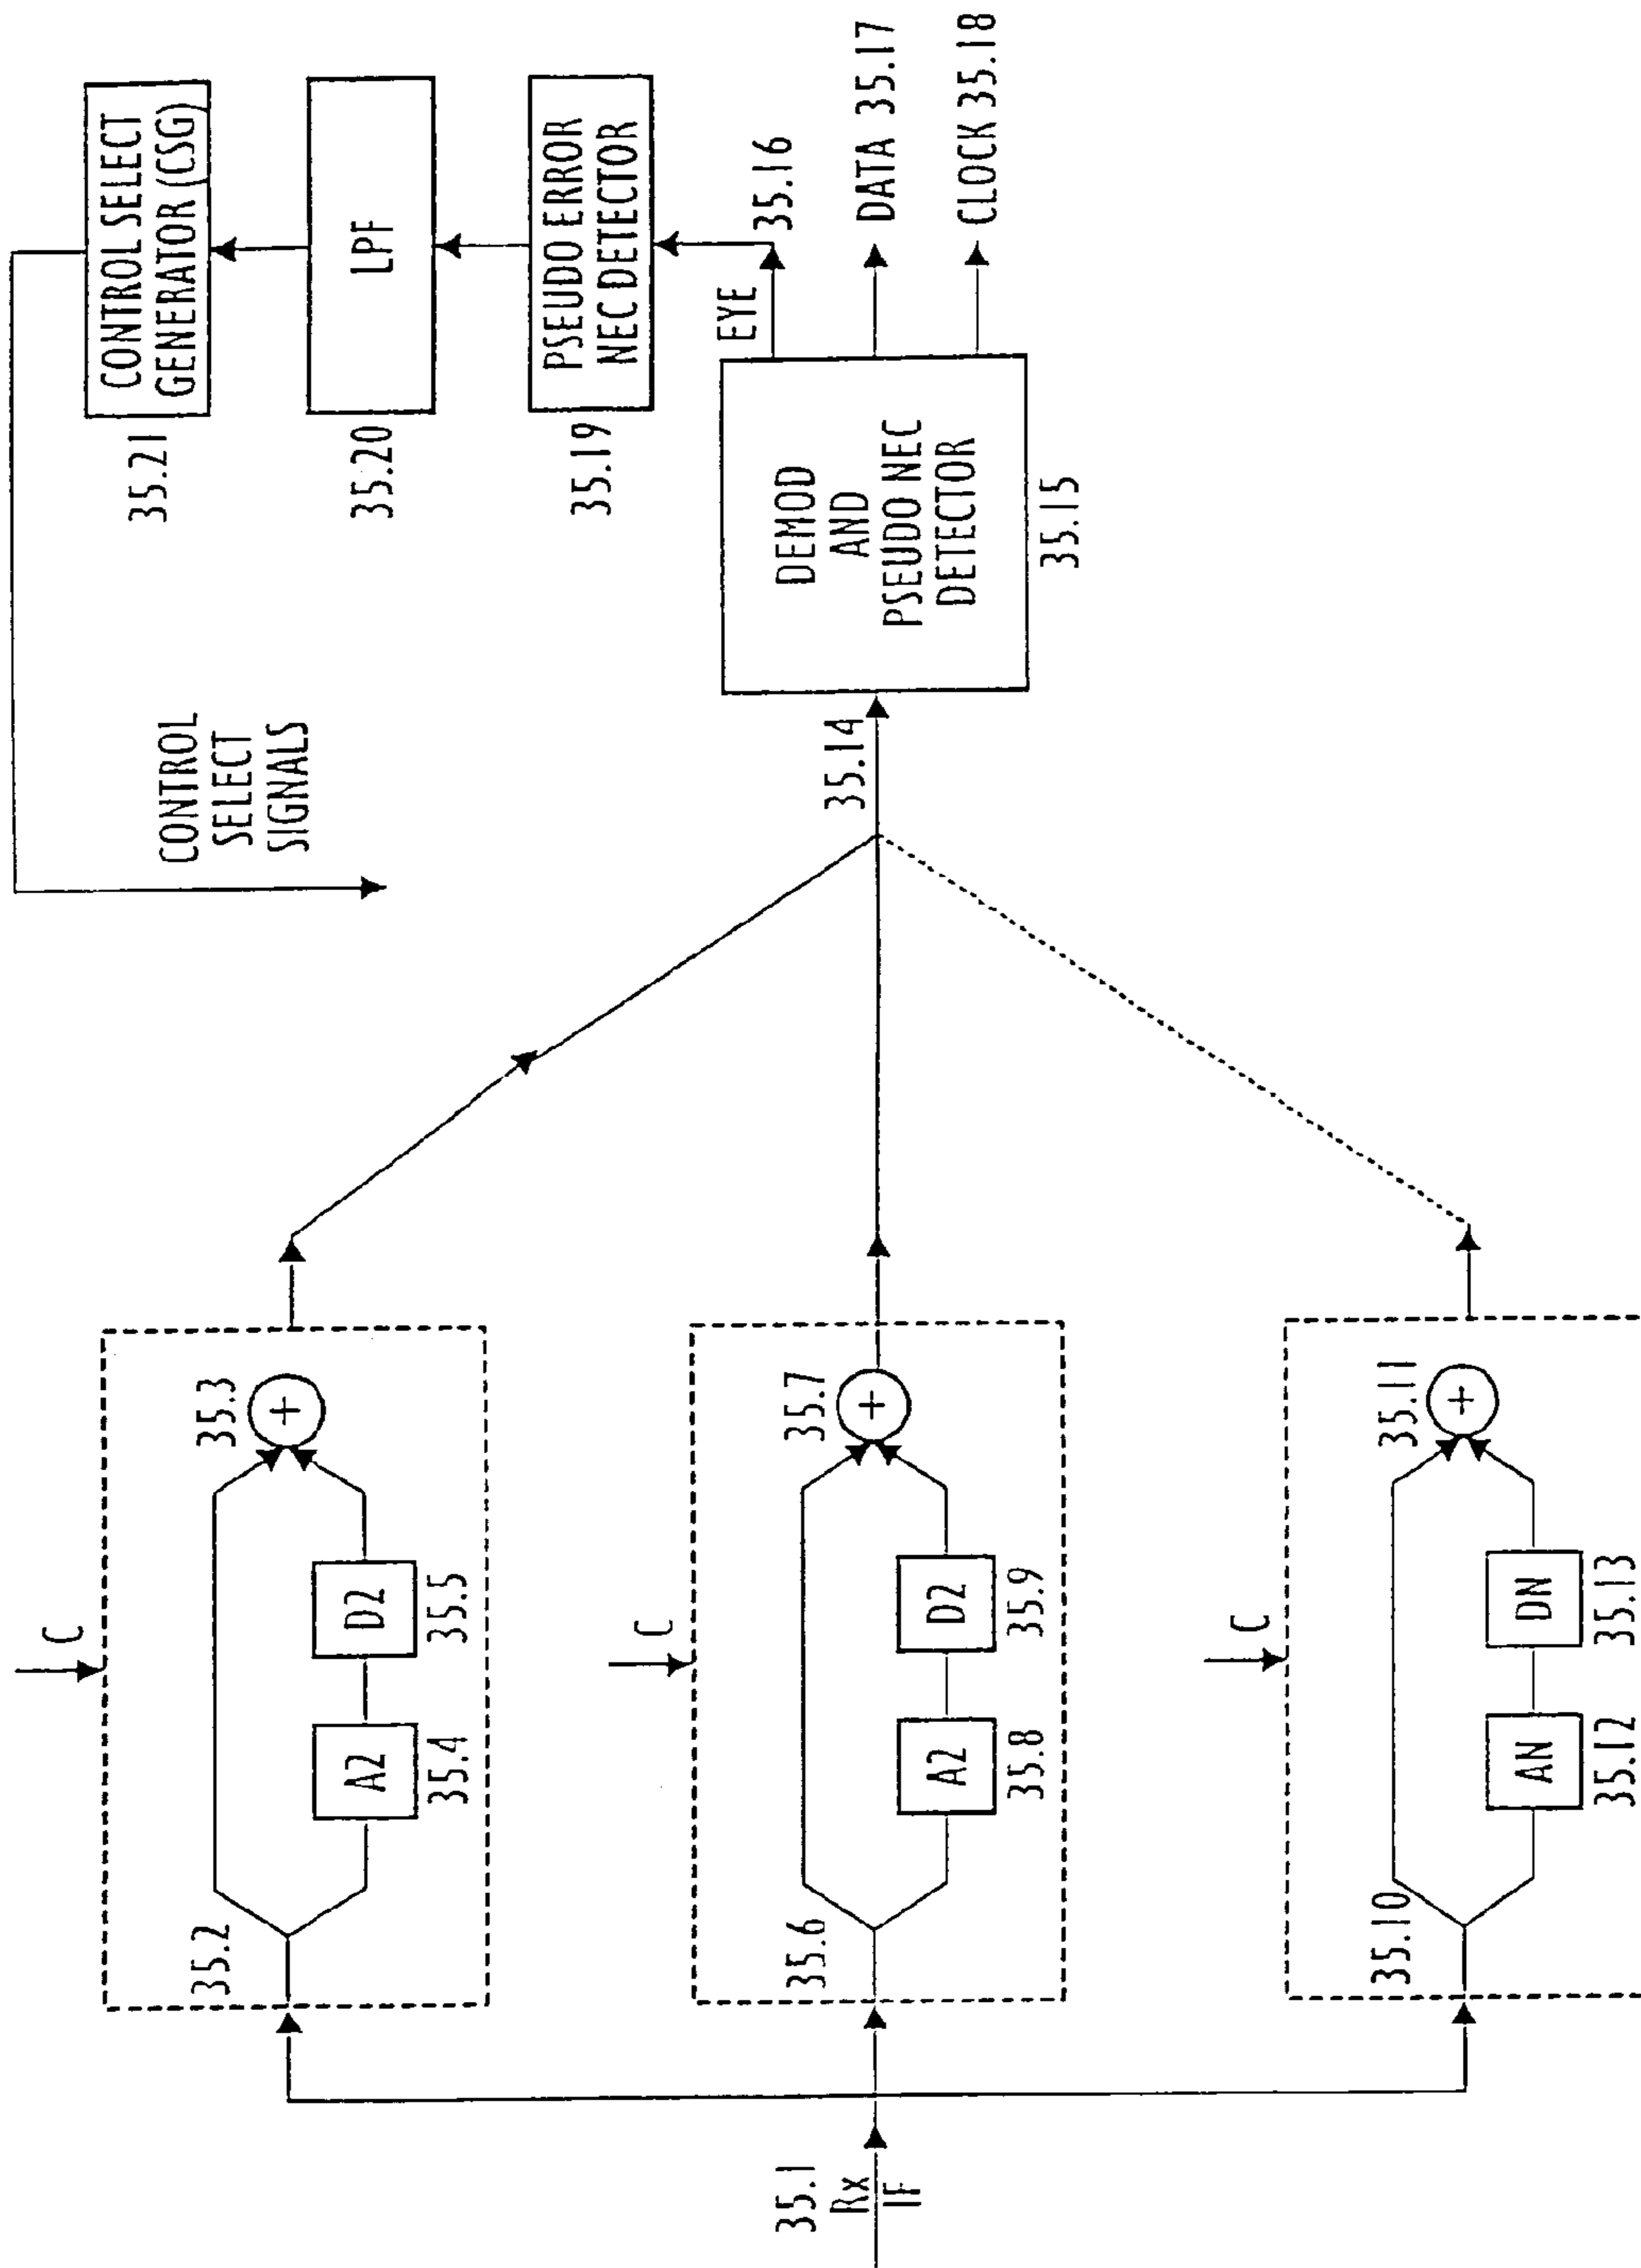 35.1
Rx
IF
C
35.2
35.3
+
A2
35.4
D2
35.5
C
35.6
35.7
+
A2
35.8
D2
35.9
C
35.10
35.11
+
AN
35.12
DN
35.13
35.14
DEMOD
AND
PSEUDO NEC
DETECTOR
35.15
EYE
35.16
DATA 35.17
CLOCK 35.18
PSEUDO ERROR
NEC DETECTOR
35.19
LPF
35.20
CONTROL SELECT
GENERATOR (CSG)
35.21
CONTROL
SELECT
SIGNALS